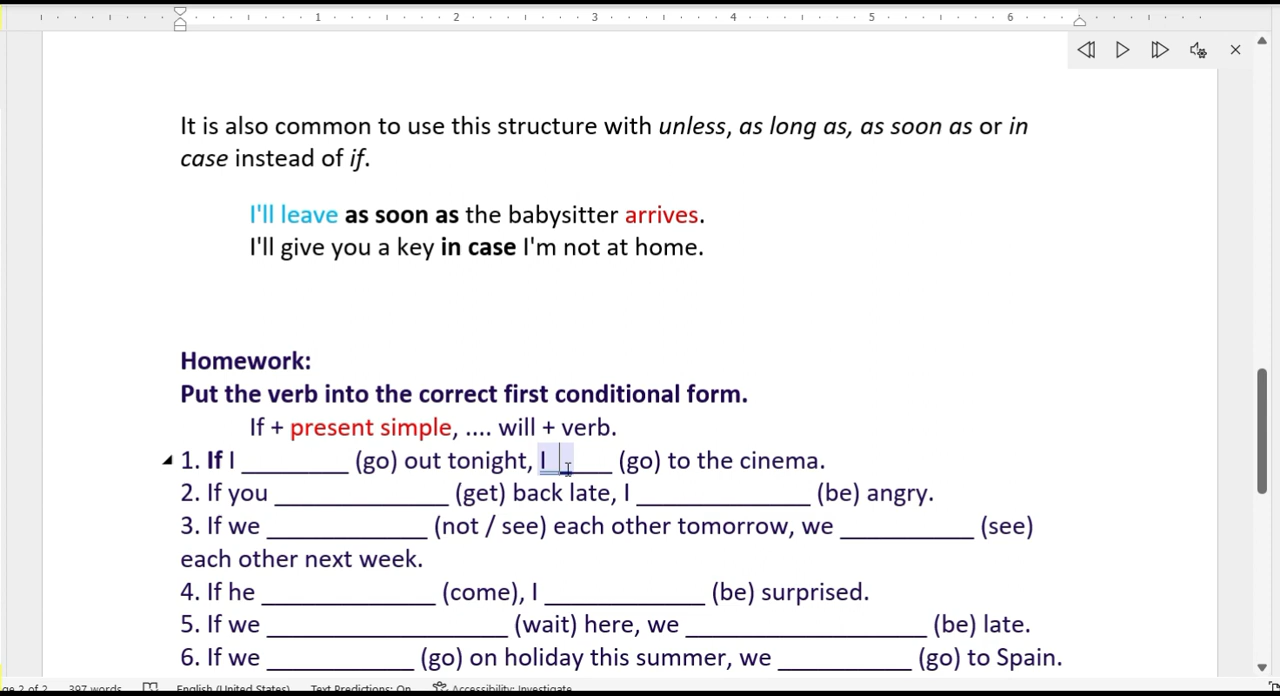 1 2 3 4 5 6
It is also common to use this structure with unless, as long as, as soon as or in
case instead of if.
I'll leave as soon as the babysitter arrives.
I'll give you a key in case I'm not at home.
Homework:
Put the verb into the correct first conditional form.
If + present simple, .... will + verb.
1. If I _________ (go) out tonight, I _____ (go) to the cinema.
2. If you ______________ (get) back late, I ______________ (be) angry.
3. If we _____________ (not / see) each other tomorrow, we ___________ (see)
each other next week.
4. If he ______________ (come), I _____________ (be) surprised.
5. If we ____________________ (wait) here, we ____________________ (be) late.
6. If we ____________ (go) on holiday this summer, we ___________ (go) to Spain.
ge 2 of 2 397 words English (United States) Text Predictions: On Accessibility: Investigate